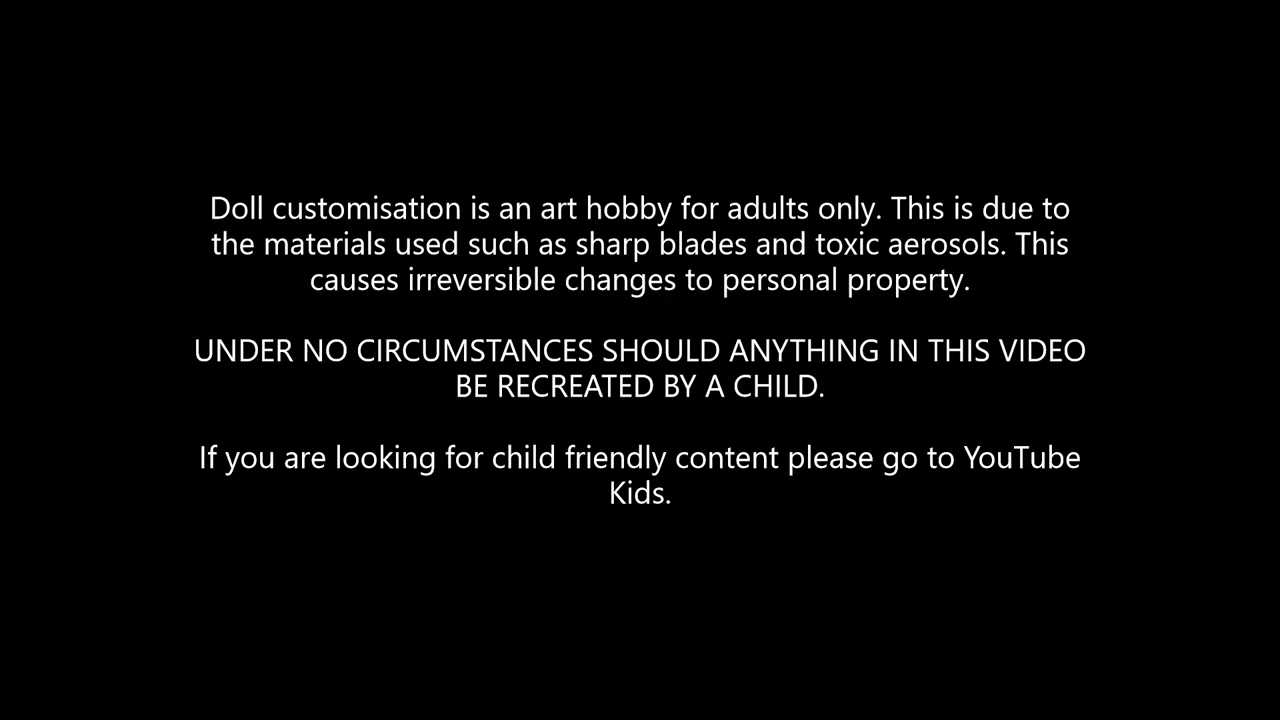 Doll customisation is an art hobby for adults only. This is due to
the materials used such as sharp blades and toxic aerosols. This
causes irreversible changes to personal property.
UNDER NO CIRCUMSTANCES SHOULD ANYTHING IN THIS VIDEO
BE RECREATED BY A CHILD.
If you are looking for child friendly content please go to YouTube
Kids.